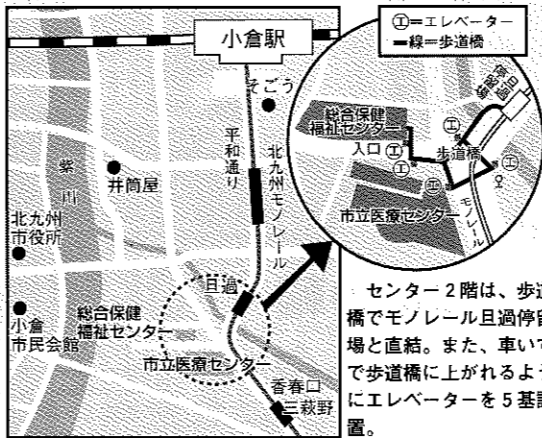 小倉駅
そごう
平和通り
北九州モノレール
紫川
井筒屋
北九州
市役所
小倉
市民会館
旦過
総合保健
福祉センター
市立医療センター
香春口
三萩野
㋓=エレベーター
━線=歩道橋
旦過
停留場
総合保健
福祉センター
入口
歩道橋
市立医療センター
モノレール
センター2階は、歩道
橋でモノレール旦過停留
場と直結。また、車いす
で歩道橋に上がれるよう
にエレベーターを5基設
置。